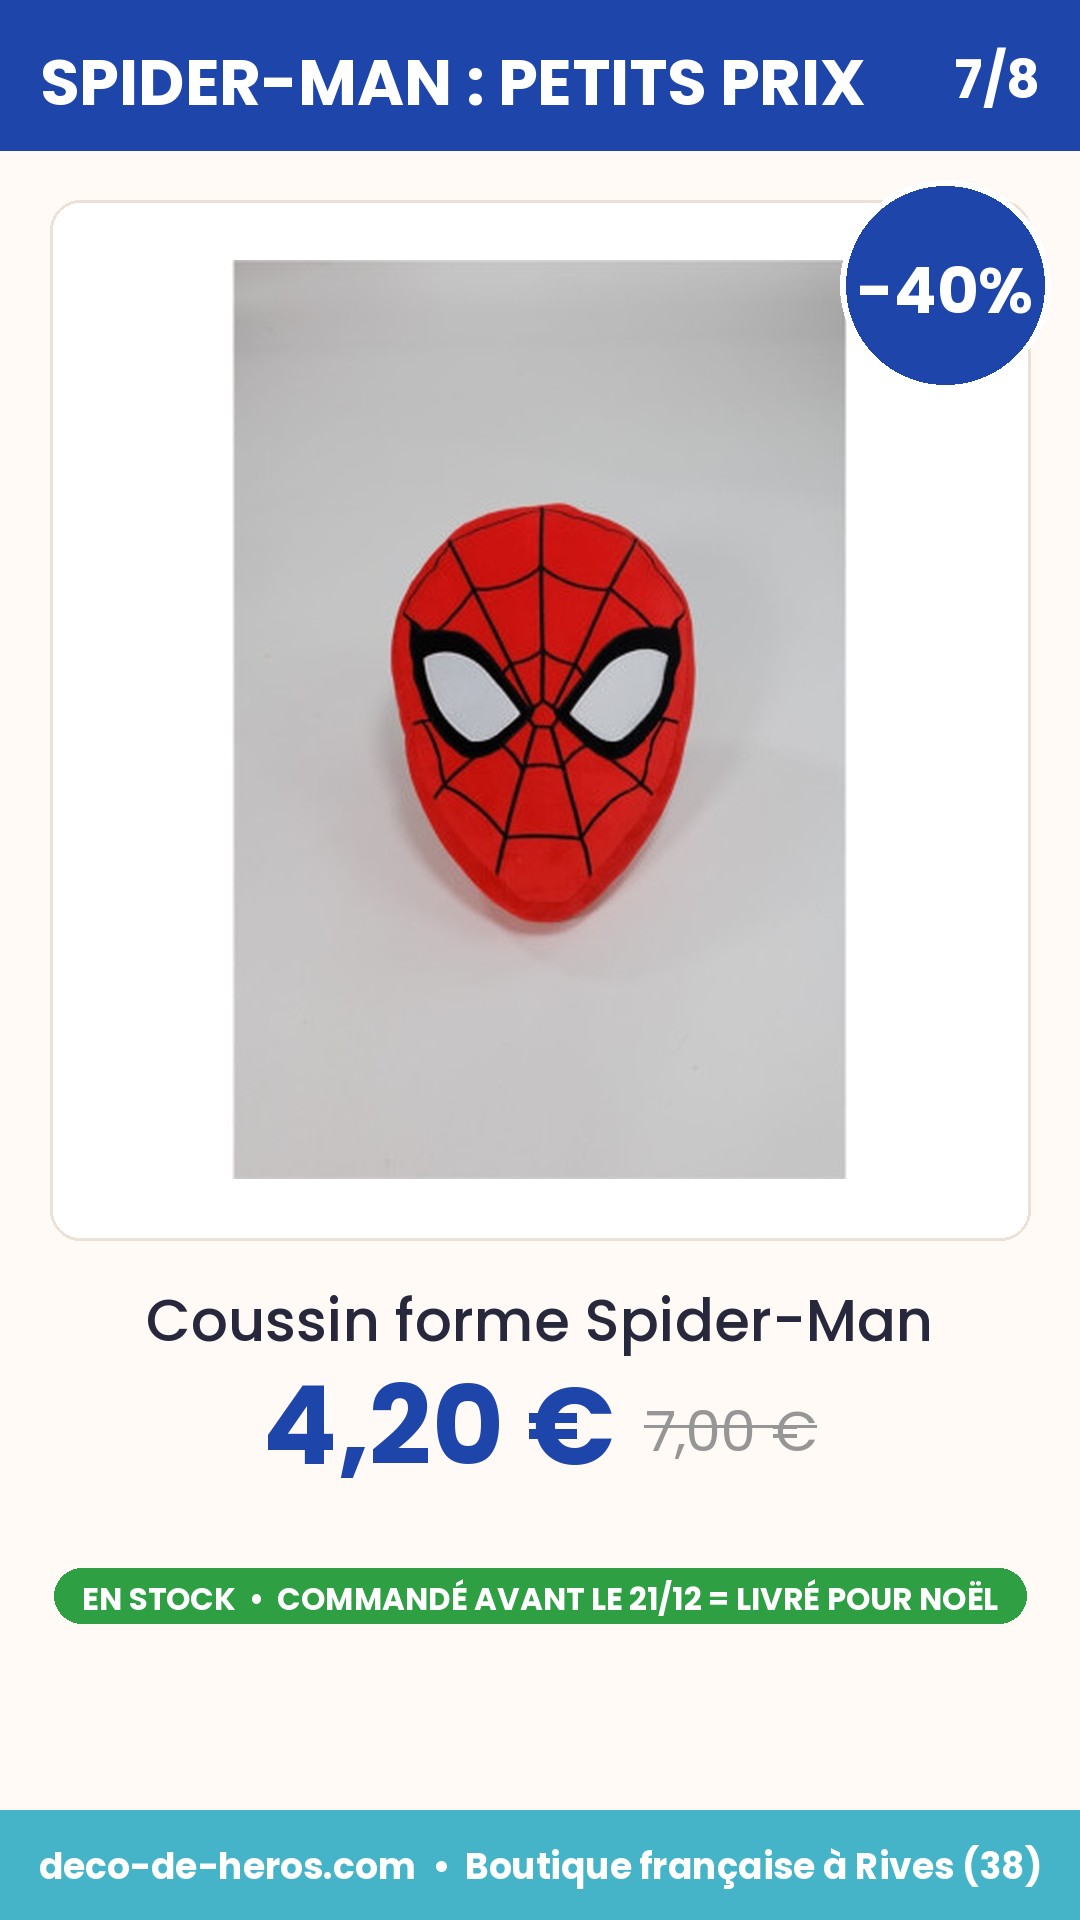 SPIDER-MAN : PETITS PRIX 7/8
-40%
Coussin forme Spider-Man
4,20 € 7,00 €
EN STOCK • COMMANDÉ AVANT LE 21/12 = LIVRÉ POUR NOËL
deco-de-heros.com • Boutique française à Rives (38)